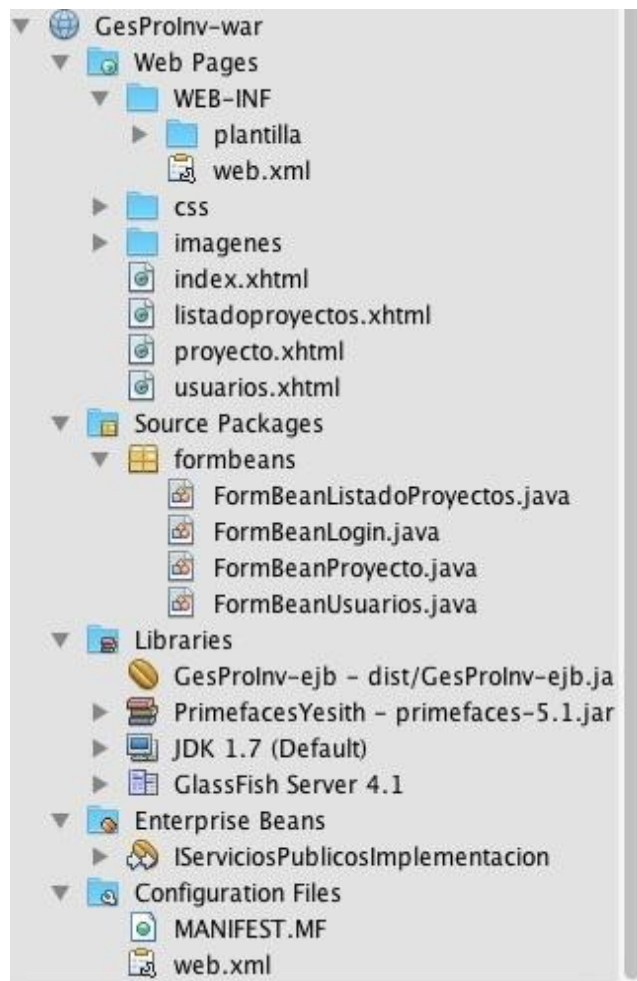 GesProInv-war
Web Pages
WEB-INF
plantilla
web.xml
css
imagenes
index.xhtml
listadoproyectos.xhtml
proyecto.xhtml
usuarios.xhtml
Source Packages
formbeans
FormBeanListadoProyectos.java
FormBeanLogin.java
FormBeanProyecto.java
FormBeanUsuarios.java
Libraries
GesProInv-ejb - dist/GesProInv-ejb.ja
PrimefacesYesith - primefaces-5.1.jar
JDK 1.7 (Default)
GlassFish Server 4.1
Enterprise Beans
IServiciosPublicosImplementacion
Configuration Files
MANIFEST.MF
web.xml